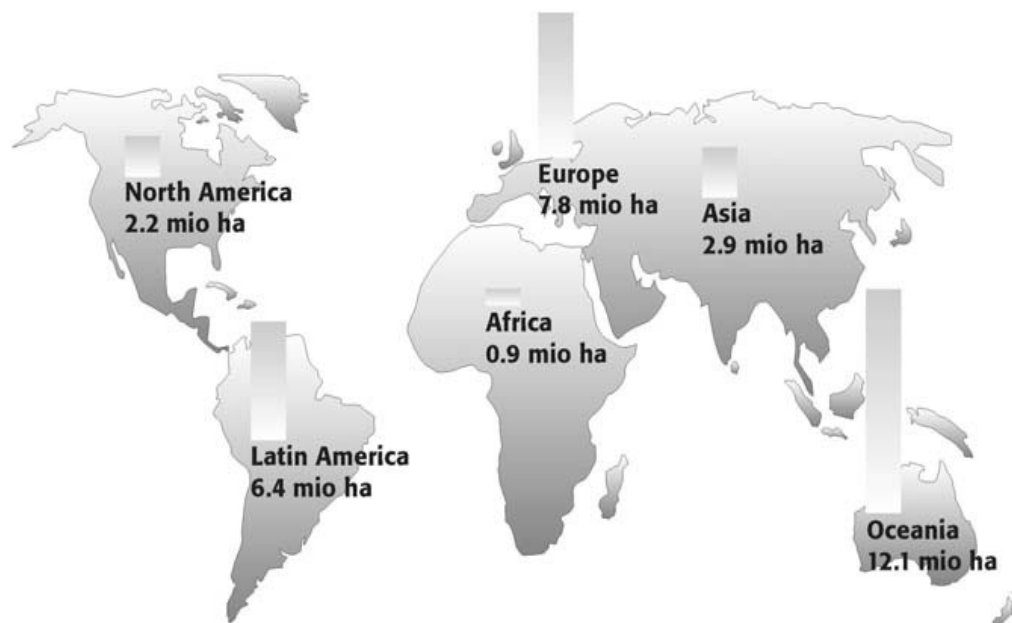 North America
2.2 mio ha
Europe
7.8 mio ha
Asia
2.9 mio ha
Africa
0.9 mio ha
Latin America
6.4 mio ha
Oceania
12.1 mio ha